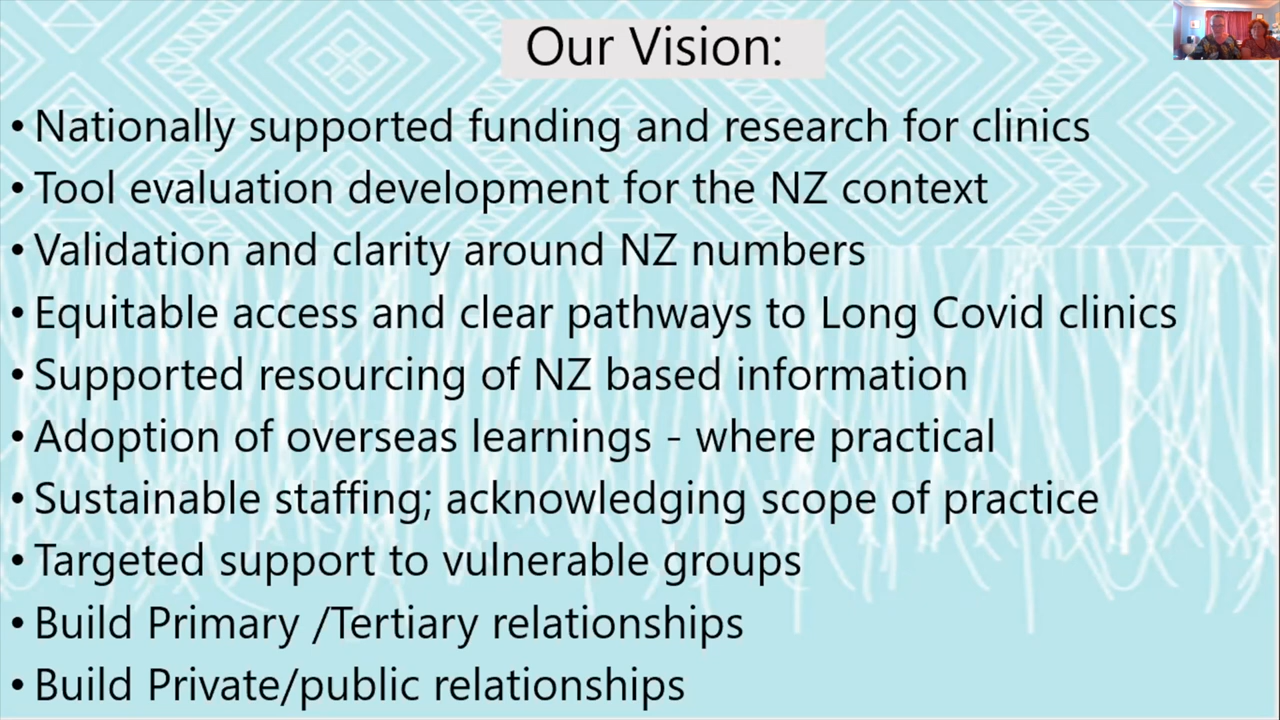 Our Vision:
• Nationally supported funding and research for clinics
• Tool evaluation development for the NZ context
• Validation and clarity around NZ numbers
• Equitable access and clear pathways to Long Covid clinics
• Supported resourcing of NZ based information
• Adoption of overseas learnings - where practical
• Sustainable staffing; acknowledging scope of practice
• Targeted support to vulnerable groups
• Build Primary /Tertiary relationships
• Build Private/public relationships